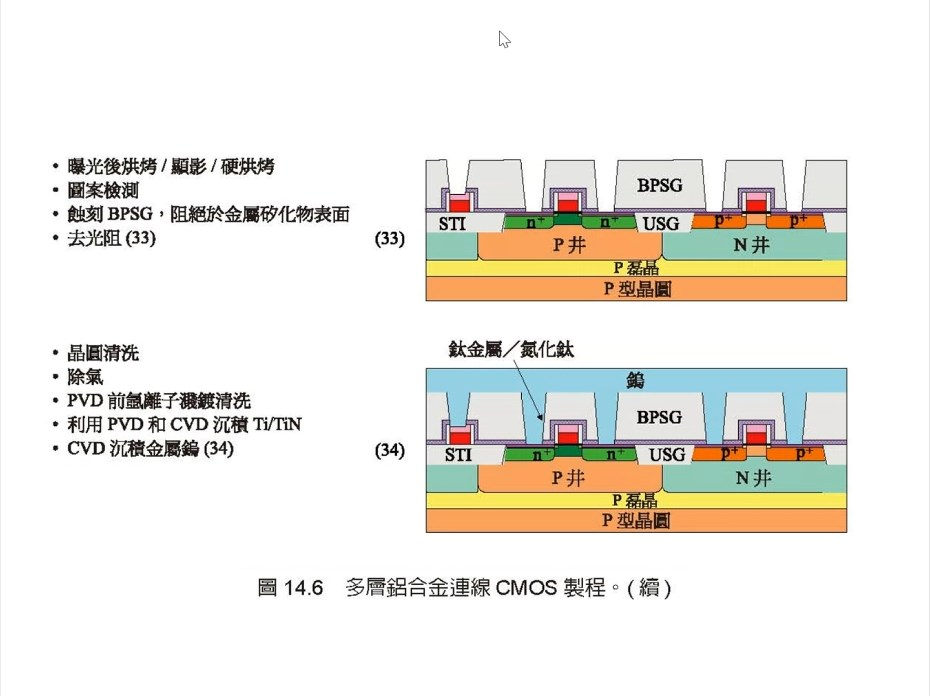 • 曝光後烘烤 / 顯影 / 硬烘烤
• 圖案檢測
• 蝕刻 BPSG，阻絕於金屬矽化物表面
• 去光阻 (33)
(33)
BPSG
STI
n+
n+
USG
p+
p+
P 井
N 井
P 磊晶
P 型晶圓
• 晶圓清洗
• 除氣
• PVD 前氬離子濺鍍清洗
• 利用 PVD 和 CVD 沉積 Ti/TiN
• CVD 沉積金屬鎢 (34)
(34)
鈦金屬／氮化鈦
鎢
BPSG
STI
n+
n+
USG
p+
p+
P 井
N 井
P 磊晶
P 型晶圓
圖 14.6 多層鋁合金連線 CMOS 製程。( 續 )